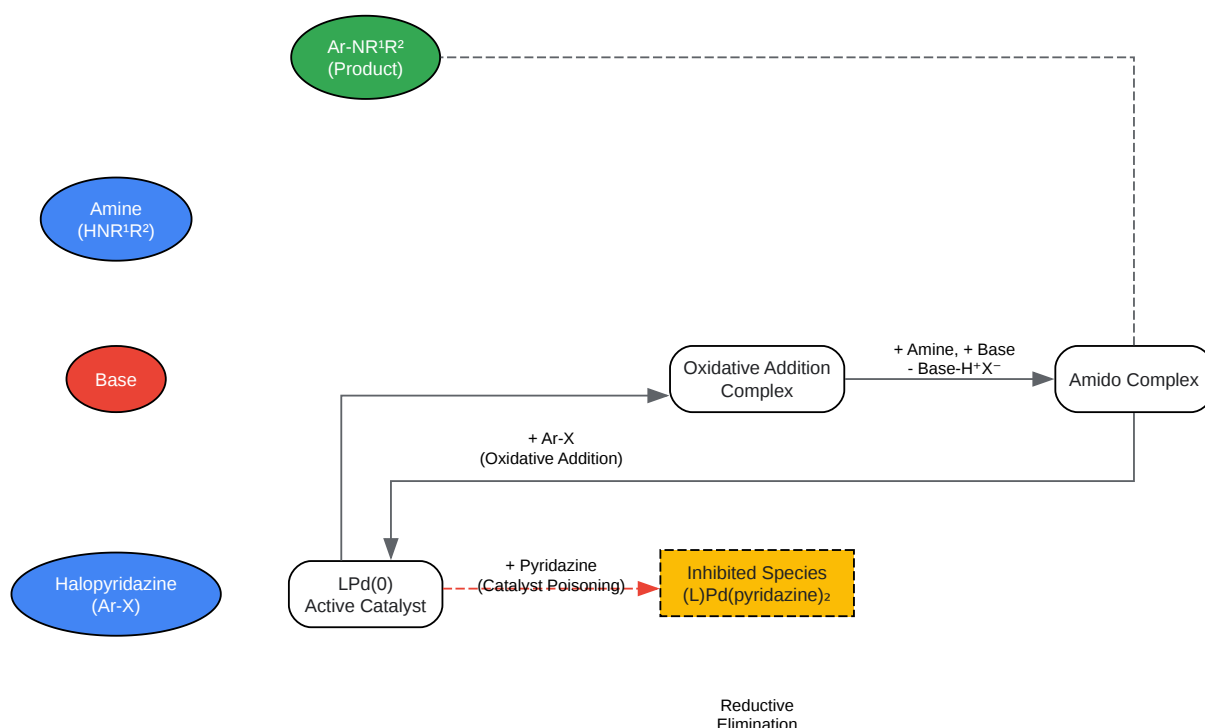 Ar-NR¹R²
(Product)
Amine
(HNR¹R²)
Base
Oxidative Addition
Complex
+ Amine, + Base
- Base-H⁺X⁻
Amido Complex
+ Ar-X
(Oxidative Addition)
Halopyridazine
(Ar-X)
LPd(0)
Active Catalyst
+ Pyridazine
(Catalyst Poisoning)
Inhibited Species
(L)Pd(pyridazine)₂
Reductive
Elimination